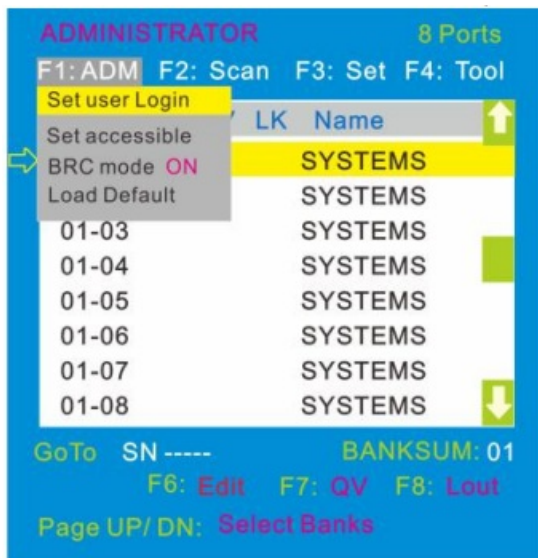 ADMINISTRATOR 8 Ports
F1: ADM F2: Scan F3: Set F4: Tool
Set user Login
LK Name
Set accessible
BRC mode ON SYSTEMS
Load Default SYSTEMS
01-03 SYSTEMS
01-04 SYSTEMS
01-05 SYSTEMS
01-06 SYSTEMS
01-07 SYSTEMS
01-08 SYSTEMS
GoTo SN ----- BANKSUM: 01
F6: Edit F7: QV F8: Lout
Page UP/ DN: Select Banks